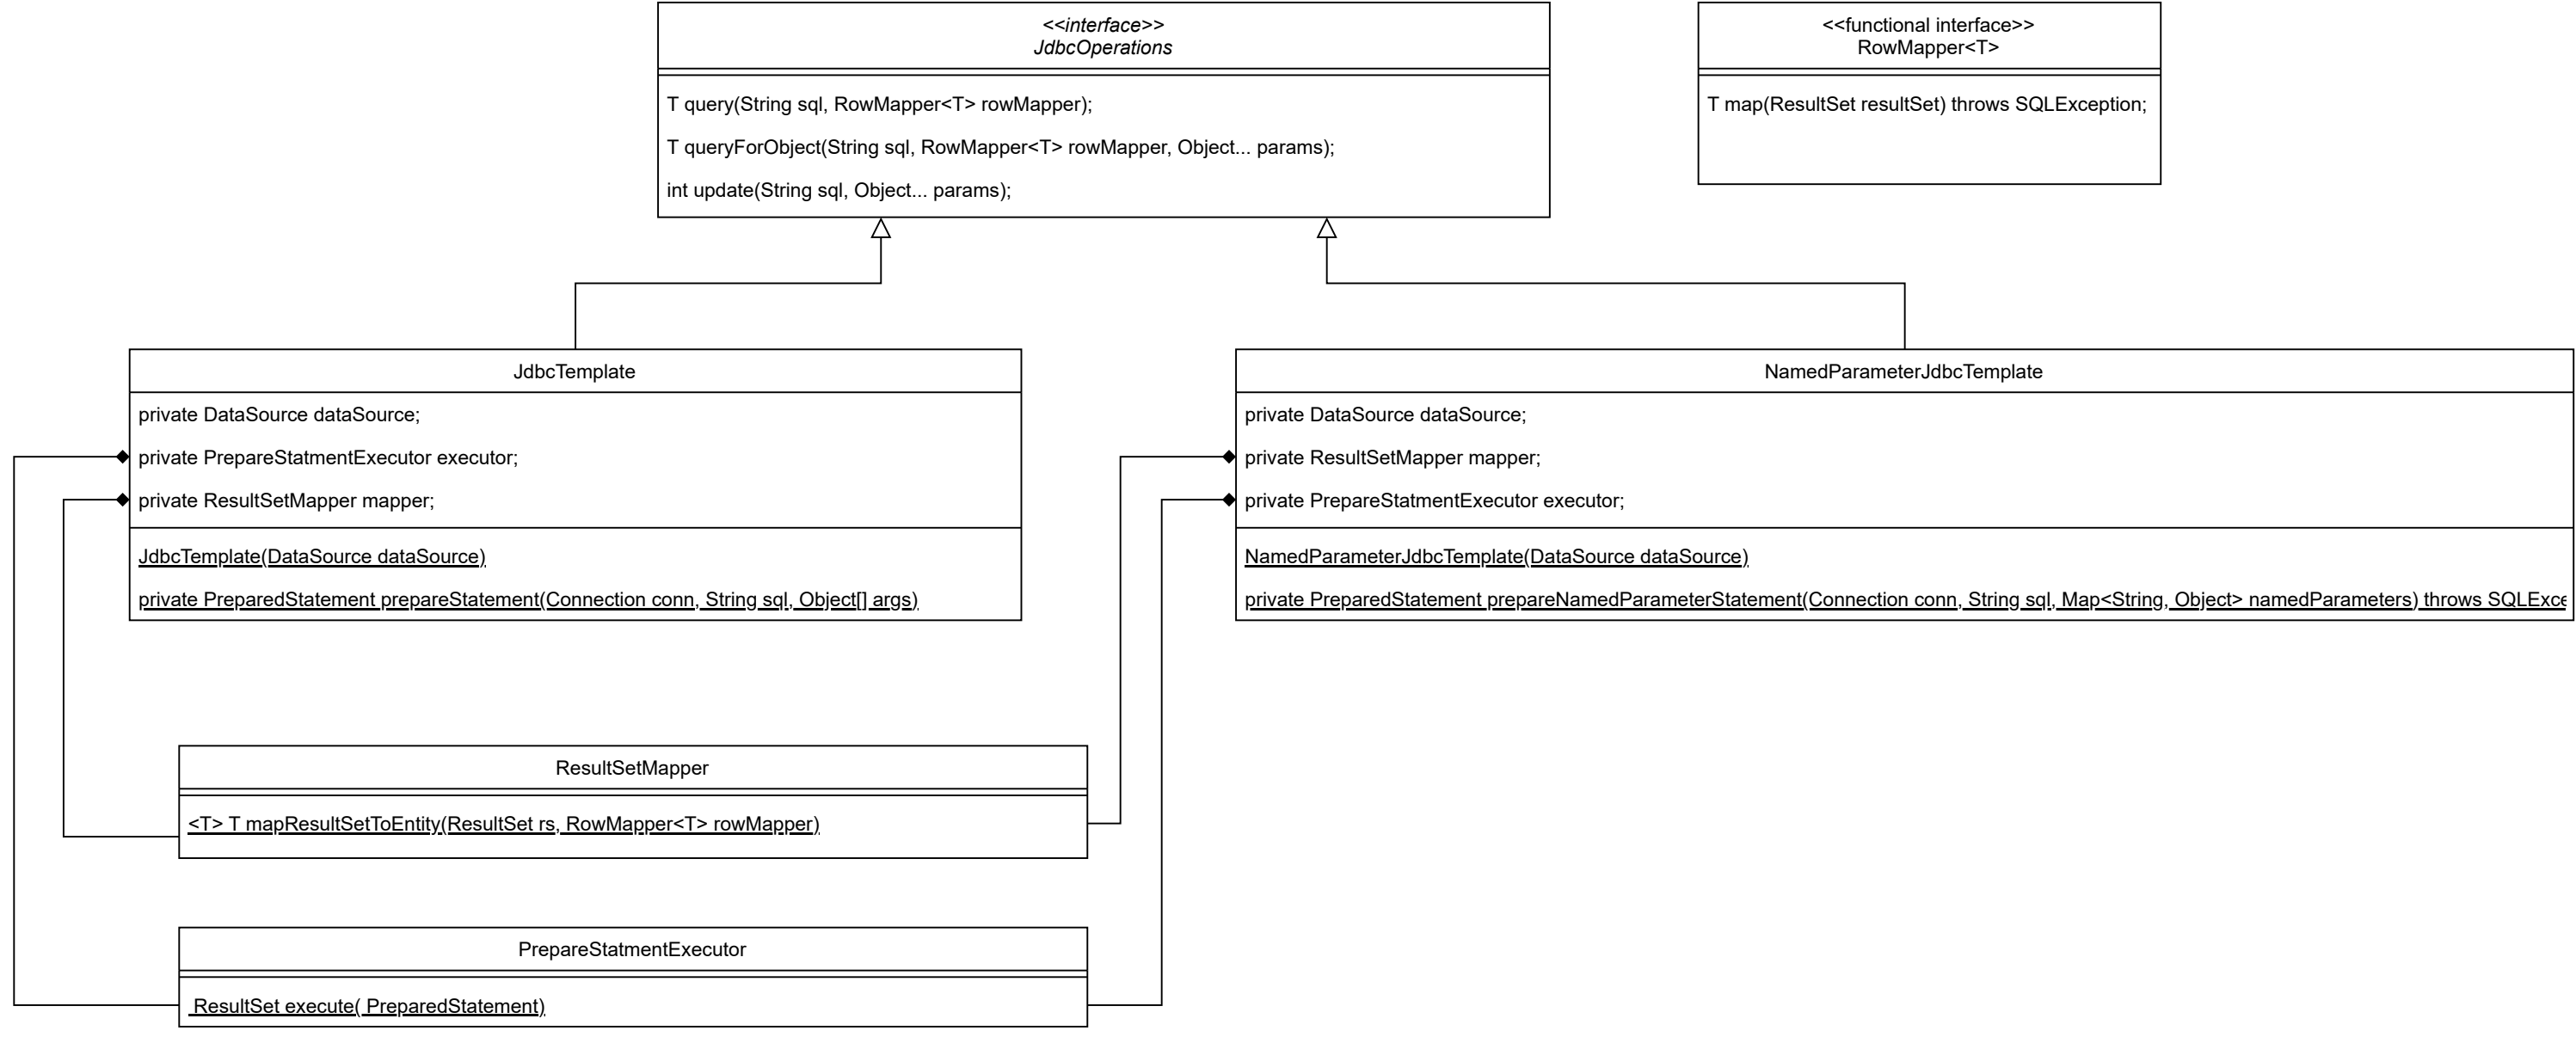 <<interface>>
JdbcOperations
T query(String sql, RowMapper<T> rowMapper);
T queryForObject(String sql, RowMapper<T> rowMapper, Object... params);
int update(String sql, Object... params);
<<functional interface>>
RowMapper<T>
T map(ResultSet resultSet) throws SQLException;
JdbcTemplate
private DataSource dataSource;
private PrepareStatmentExecutor executor;
private ResultSetMapper mapper;
JdbcTemplate(DataSource dataSource)
private PreparedStatement prepareStatement(Connection conn, String sql, Object[] args)
NamedParameterJdbcTemplate
private DataSource dataSource;
private ResultSetMapper mapper;
private PrepareStatmentExecutor executor;
NamedParameterJdbcTemplate(DataSource dataSource)
private PreparedStatement prepareNamedParameterStatement(Connection conn, String sql, Map<String, Object> namedParameters) throws SQLExce
ResultSetMapper
<T> T mapResultSetToEntity(ResultSet rs, RowMapper<T> rowMapper)
PrepareStatmentExecutor
ResultSet execute( PreparedStatement)